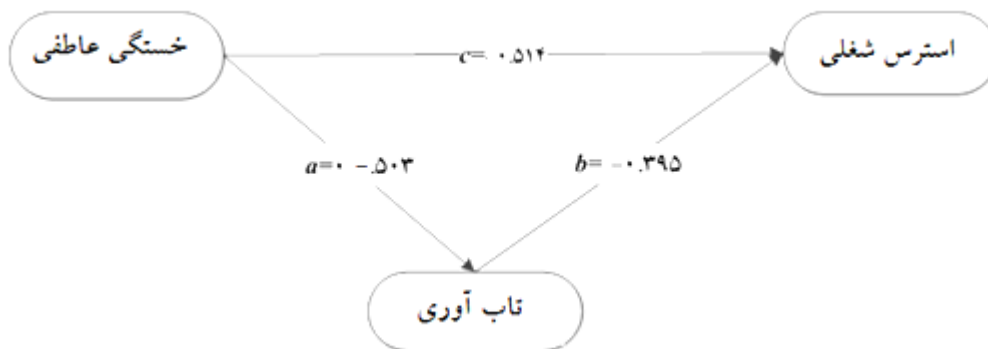 خستگی عاطفی
استرس شغلی
c= ۰.۵۱۴
a=۰ -.۵۰۳
b= -۰.۳۹۵
تاب آوری